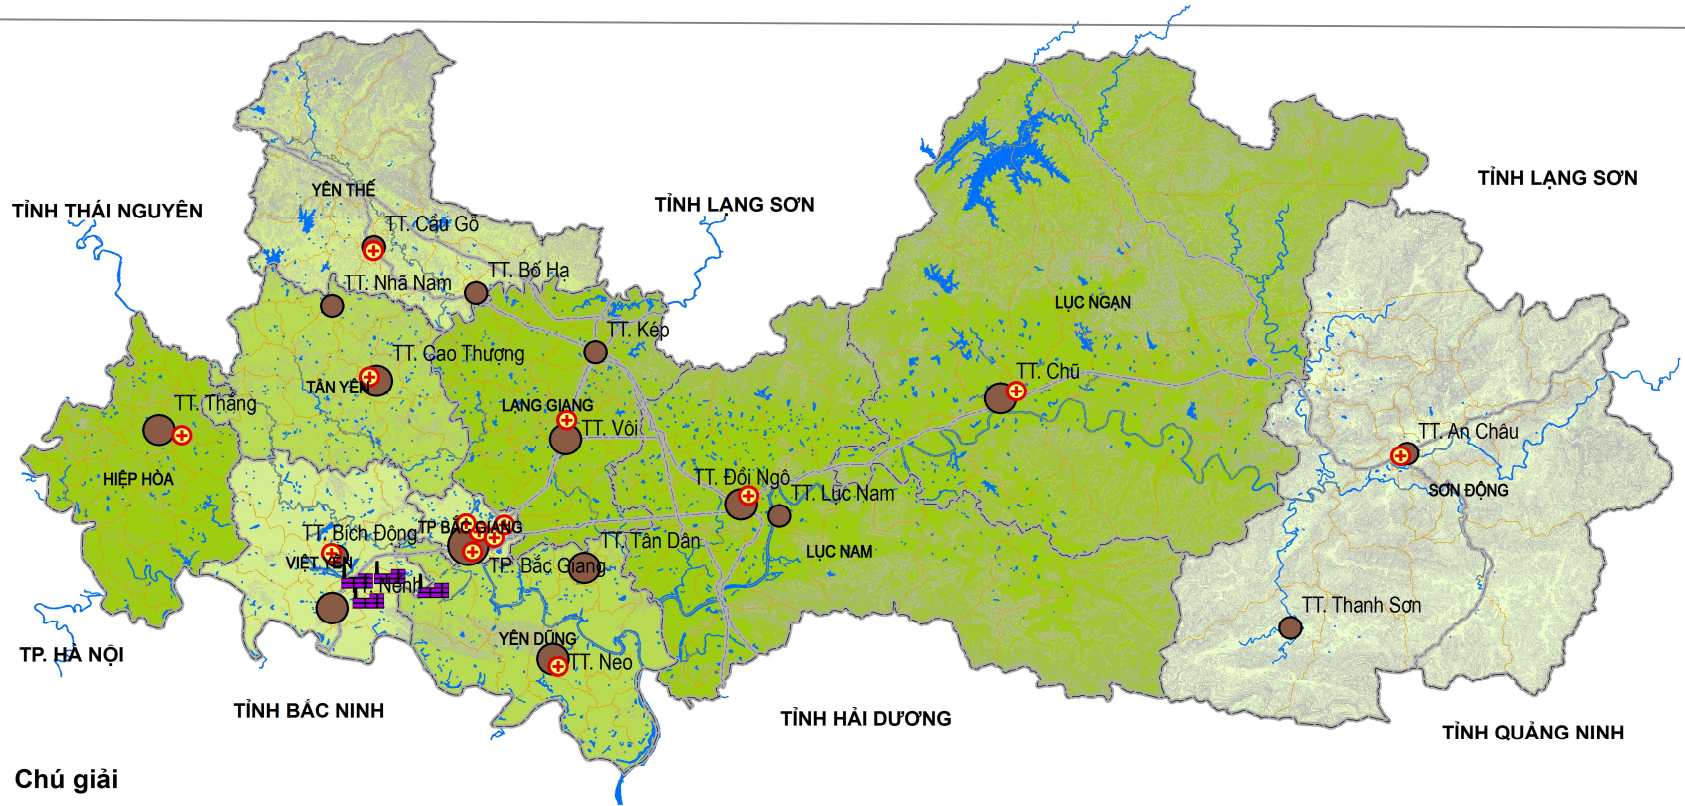 TỈNH LẠNG SƠN
YÊN THẾ
TỈNH THÁI NGUYÊN
TỈNH LẠNG SƠN
TT. Cầu Gồ
TT. Bố Hạ
TT. Nhã Nam
LỤC NGẠN
TT. Kép
TT. Cao Thượng
TT. Chũ
TÂN YÊN
TT. Thắng
LẠNG GIANG
TT. Vôi
TT. An Châu
HIỆP HÒA
TT. Đồi Ngô
TT. Lục Nam
SƠN ĐỘNG
TP BẮC GIANG
TT. Bích Động
TT. Tân Dân
LỤC NAM
VIỆT YÊN
TP. Bắc Giang
TT. Nềnh
TT. Thanh Sơn
YÊN DŨNG
TP. HÀ NỘI
TT. Neo
TỈNH BẮC NINH
TỈNH HẢI DƯƠNG
TỈNH QUẢNG NINH
Chú giải